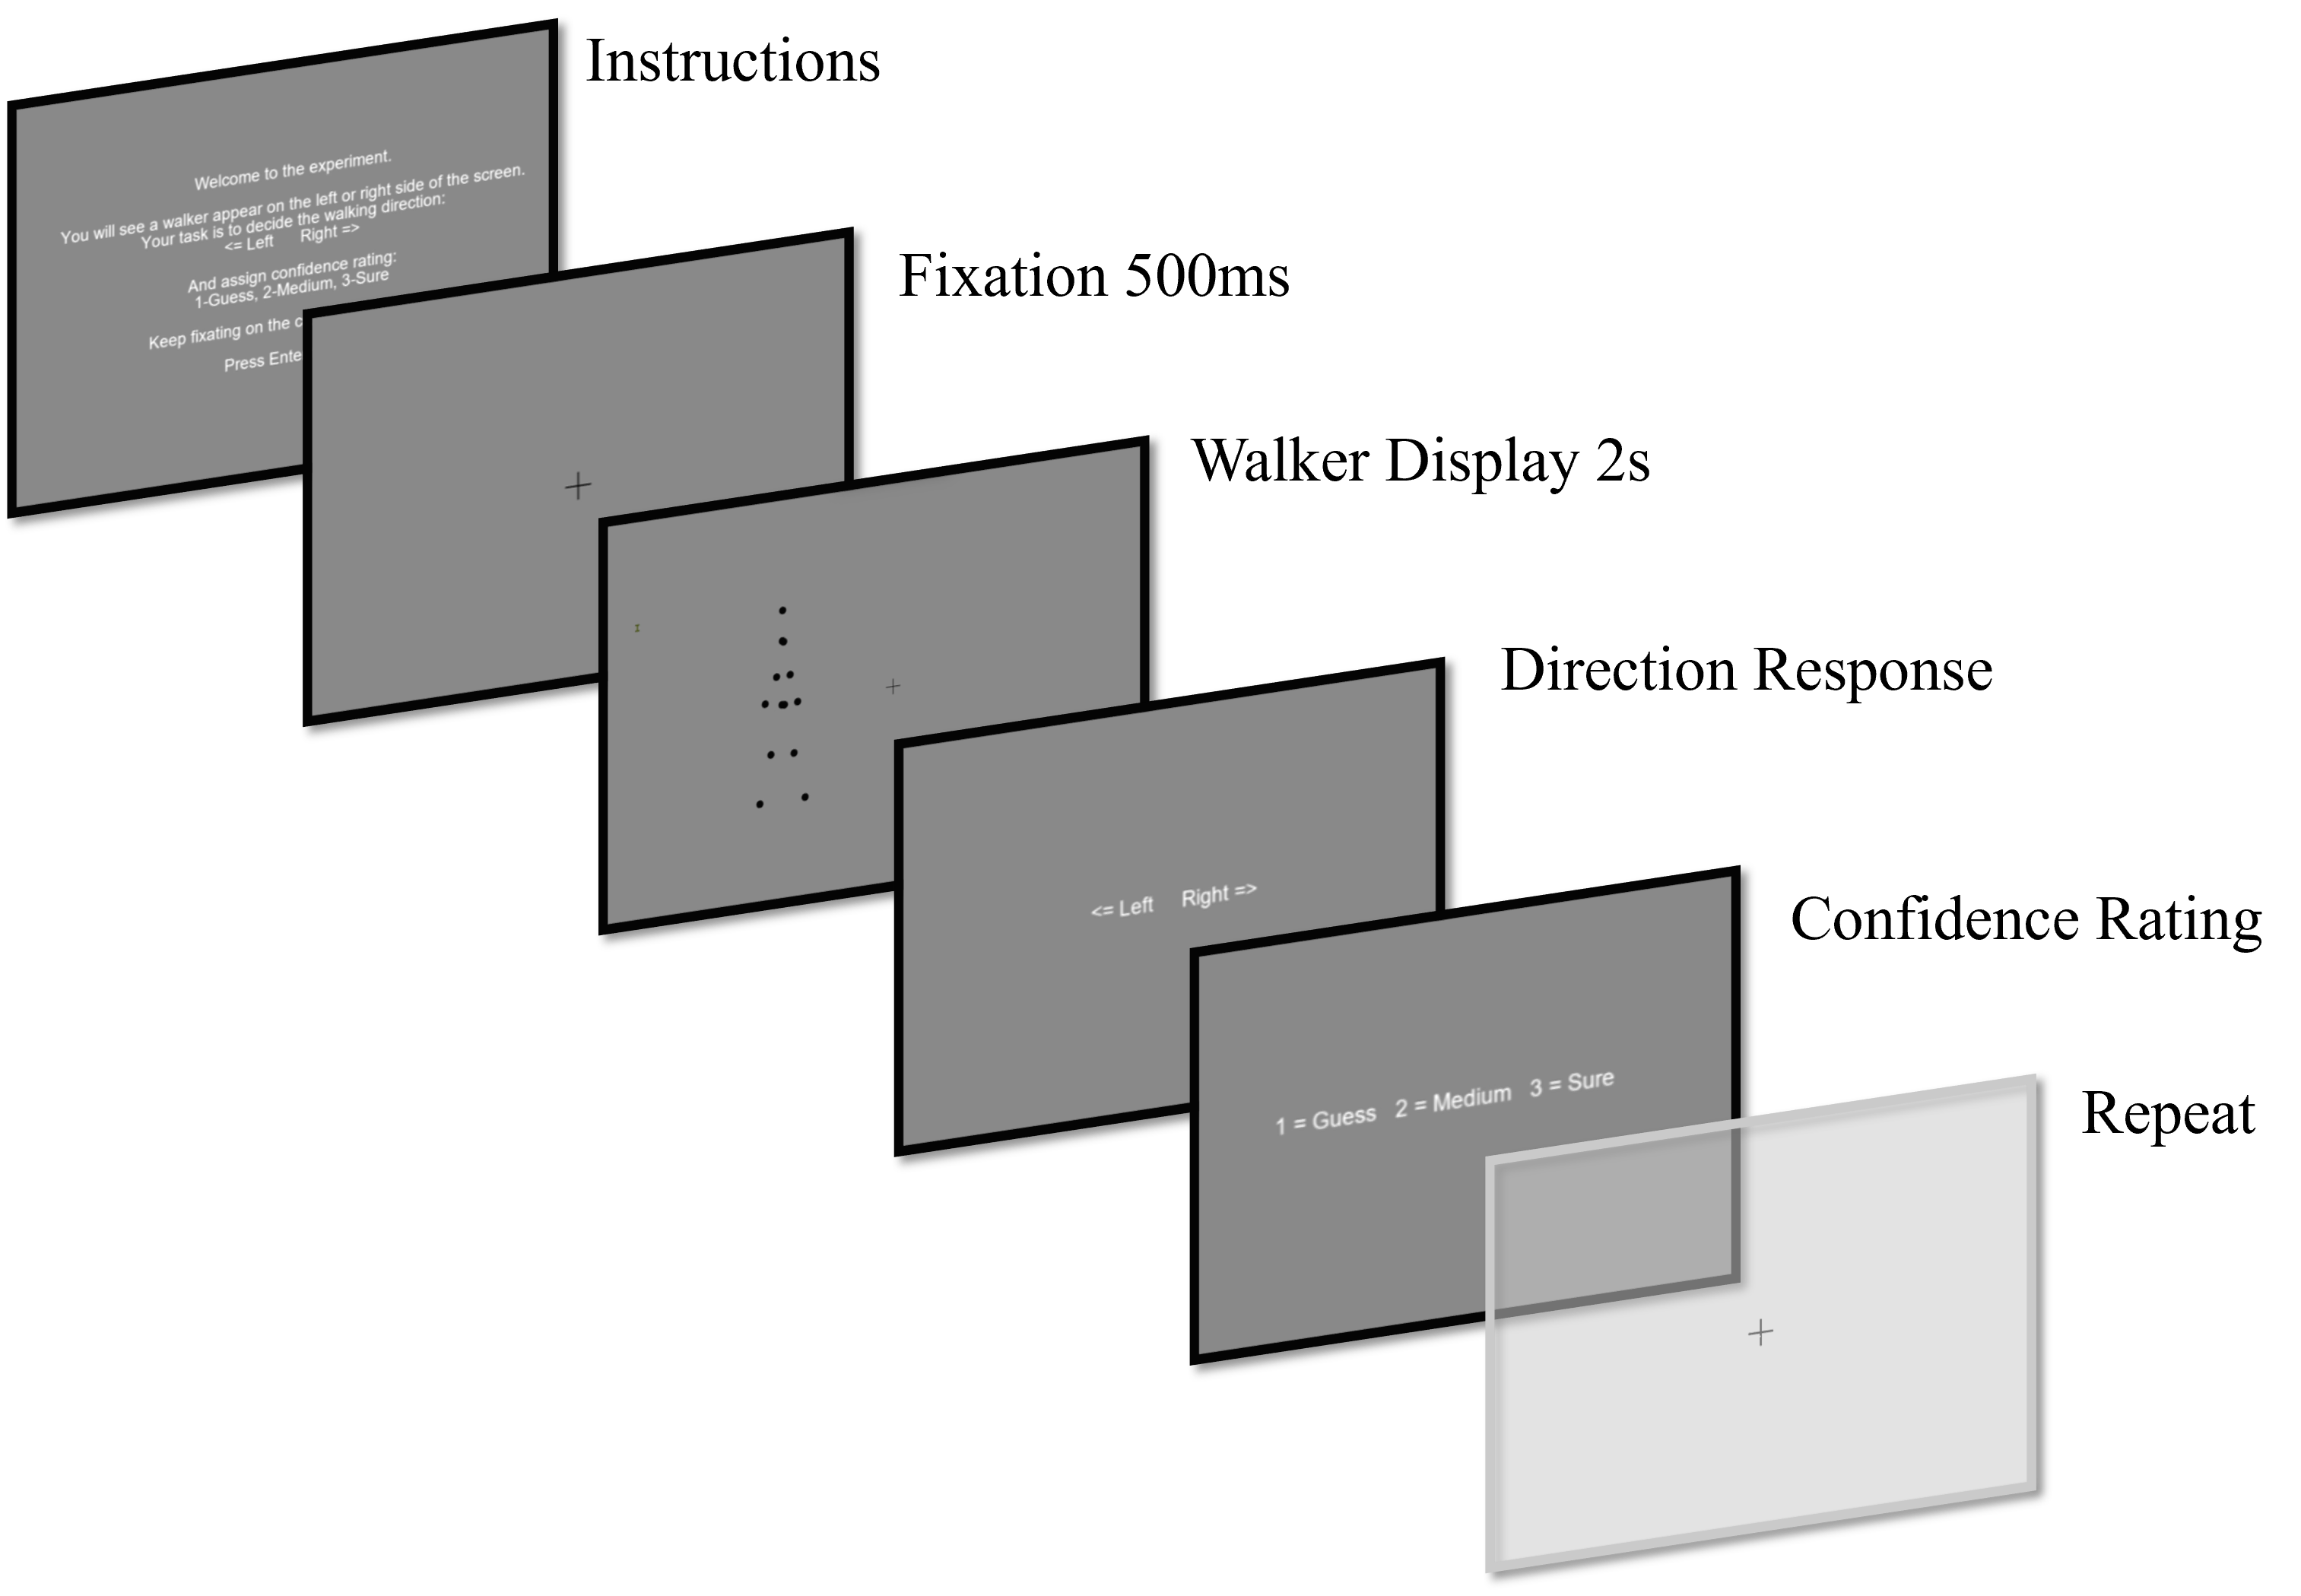 Instructions
Welcome to the experiment.
You will see a walker appear on the left or right side of the screen.
Your task is to decide the walking direction:
<= Left Right =>
And assign confidence rating:
1-Guess, 2-Medium, 3-Sure
Keep fixating on the
Press
Fixation 500ms
Walker Display 2s
Direction Response
<= Left Right =>
Confidence Rating
1 = Guess 2 = Medium 3 = Sure
Repeat